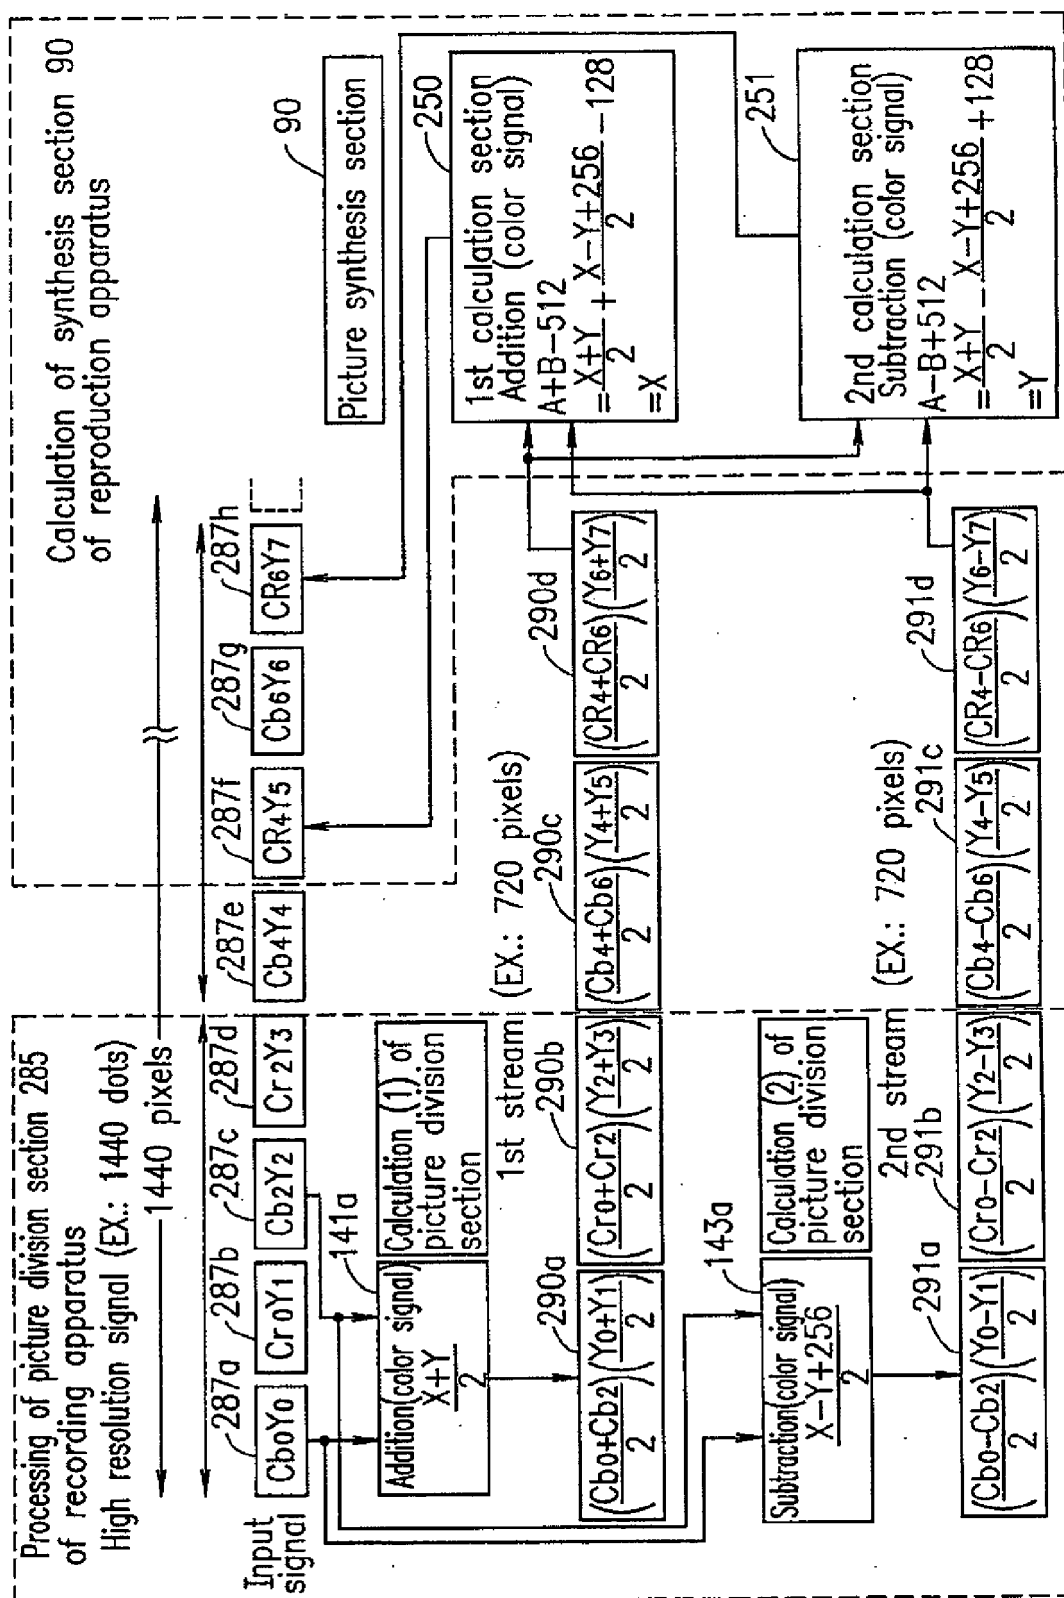 Processing of picture division section 285
of recording apparatus
High resolution signal (EX.: 1440 dots)
1440 pixels
Calculation of synthesis section 90
of reproduction apparatus
Input
signal
287a
287b
287c
287d
287e
287f
287g
287h
Cb0Y0
Cr0Y1
Cb2Y2
Cr2Y3
Cb4Y4
CR4Y5
Cb6Y6
CR6Y7
90
Picture synthesis section
141a
Addition(color signal)
X+Y
2
Calculation (1) of
picture division
section
250
1st calculation section
Addition (color signal)
A+B−512
=X+Y/2 + X−Y+256/2 −128
=X
1st stream
(EX.: 720 pixels)
290a
290b
290c
290d
(Cb0+Cb2/2)(Y0+Y1/2)
(Cr0+Cr2/2)(Y2+Y3/2)
(Cb4+Cb6/2)(Y4+Y5/2)
(CR4+CR6/2)(Y6+Y7/2)
143a
Subtraction(color signal)
X−Y+256
2
Calculation (2) of
picture division
section
251
2nd calculation section
Subtraction (color signal)
A−B+512
=X+Y/2 − X−Y+256/2 +128
=Y
2nd stream
(EX.: 720 pixels)
291a
291b
291c
291d
(Cb0−Cb2/2)(Y0−Y1/2)
(Cr0−Cr2/2)(Y2−Y3/2)
(Cb4−Cb6/2)(Y4−Y5/2)
(CR4−CR6/2)(Y6−Y7/2)